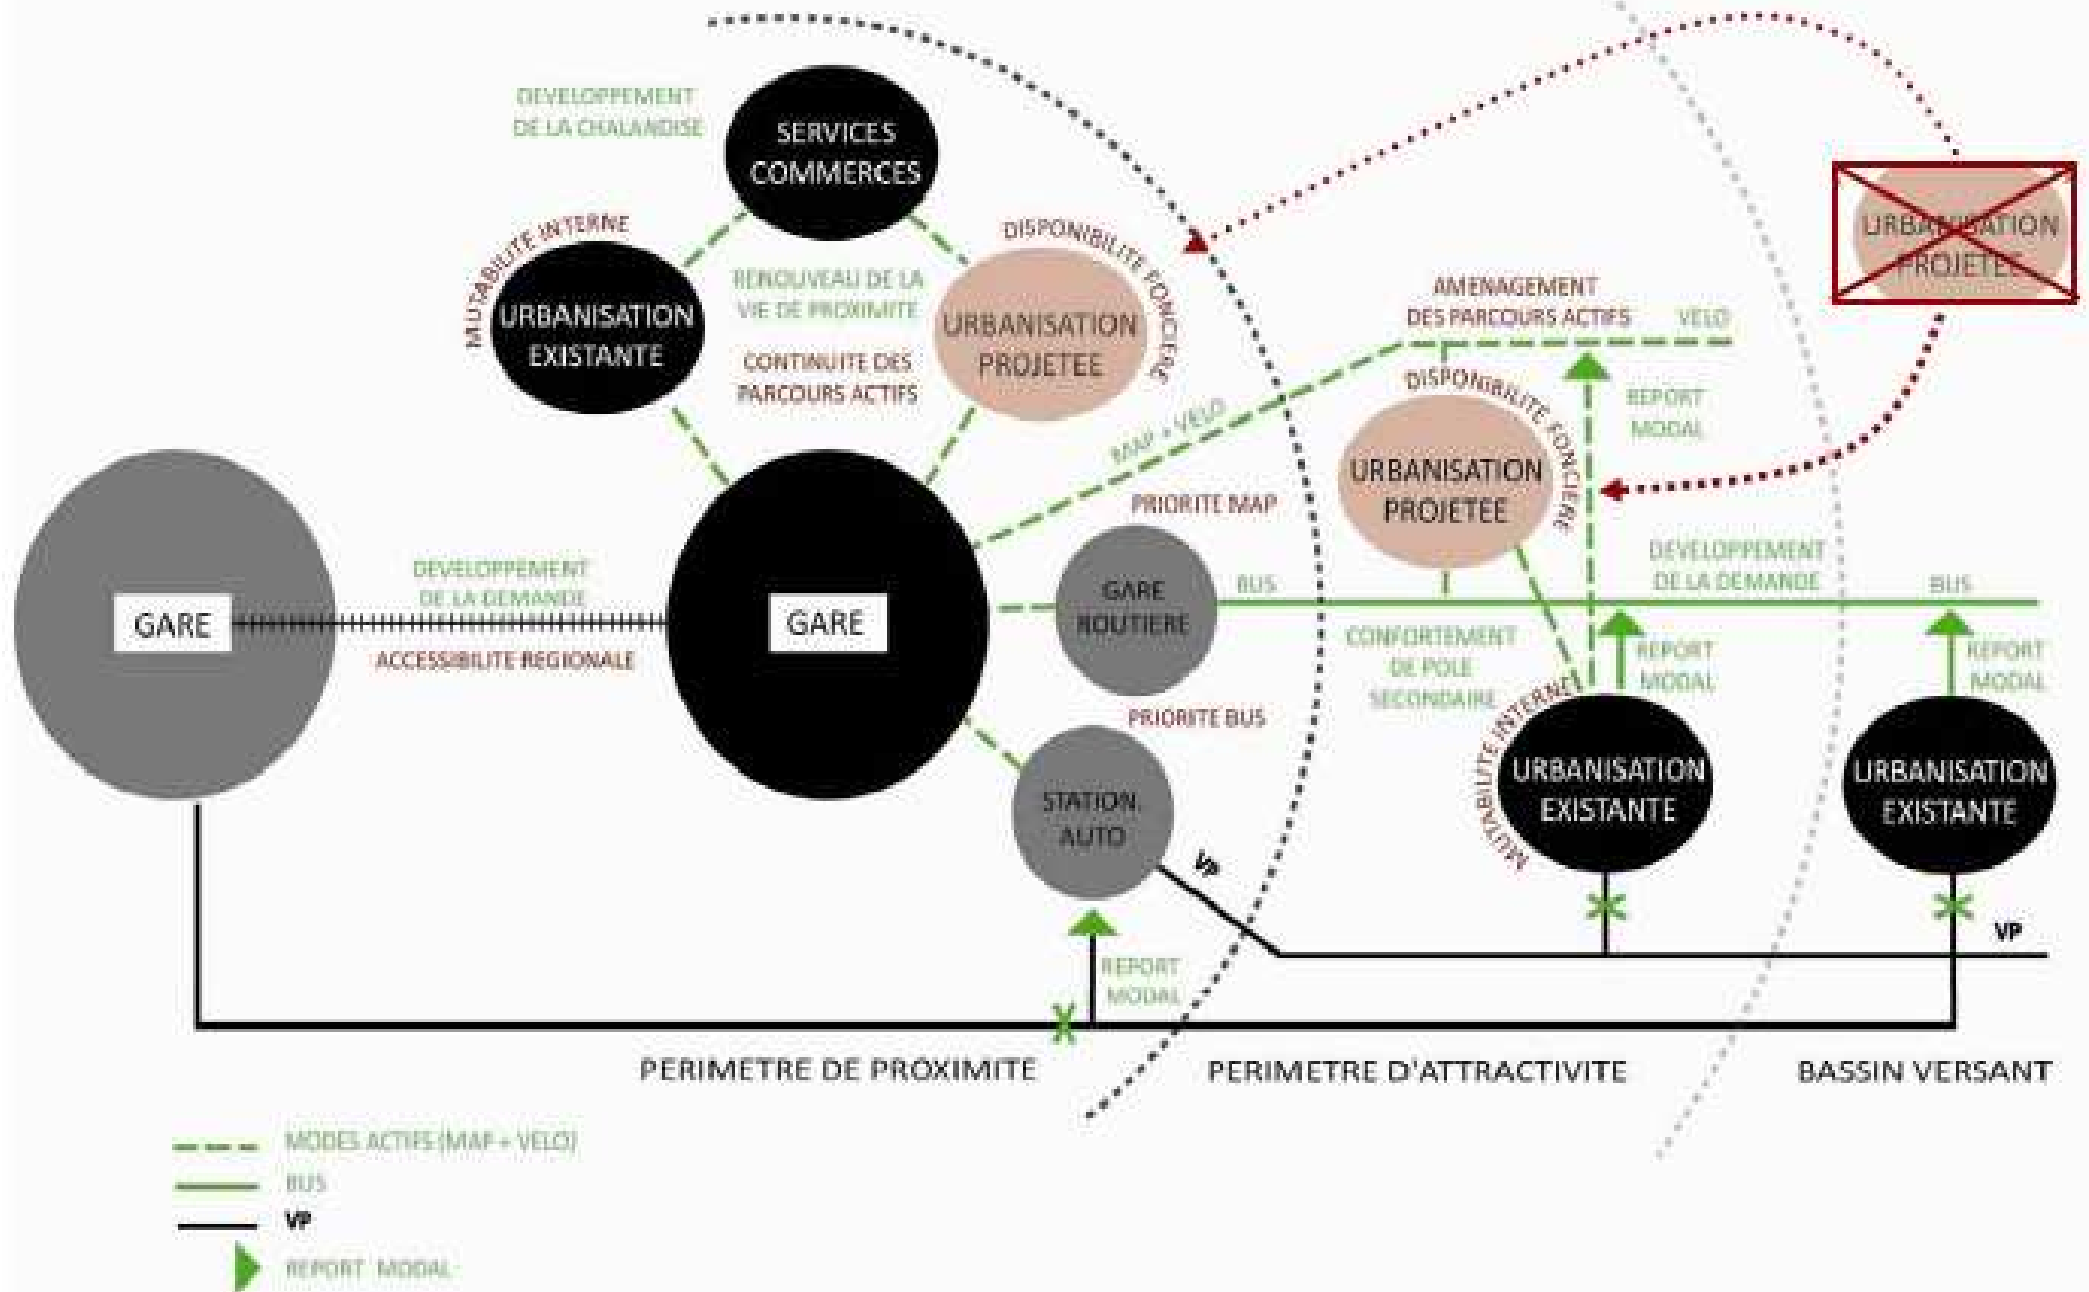 DEVELOPPEMENT
DE LA CHALANDISE
SERVICES
COMMERCES
MUTABILITE INTERNE
URBANISATION
EXISTANTE
RENOUVEAU DE LA
VIE DE PROXIMITE
CONTINUITE DES
PARCOURS ACTIFS
DISPONIBILITE FONCIERE
URBANISATION
PROJETEE
URBANISATION
PROJETEE
AMENAGEMENT
DES PARCOURS ACTIFS
VELO
MAP + VELO
DISPONIBILITE FONCIERE
REPORT
MODAL
URBANISATION
PROJETEE
PRIORITE MAP
GARE
DEVELOPPEMENT
DE LA DEMANDE
ACCESSIBILITE REGIONALE
GARE
GARE
ROUTIERE
BUS
DEVELOPPEMENT
DE LA DEMANDE
BUS
CONFORTEMENT
DE POLE
SECONDAIRE
REPORT
MODAL
REPORT
MODAL
PRIORITE BUS
MUTABILITE INTERNE
URBANISATION
EXISTANTE
URBANISATION
EXISTANTE
STATION
AUTO
VP
VP
REPORT
MODAL
PERIMETRE DE PROXIMITE
PERIMETRE D'ATTRACTIVITE
BASSIN VERSANT
MODES ACTIFS (MAP + VELO)
BUS
VP
REPORT MODAL